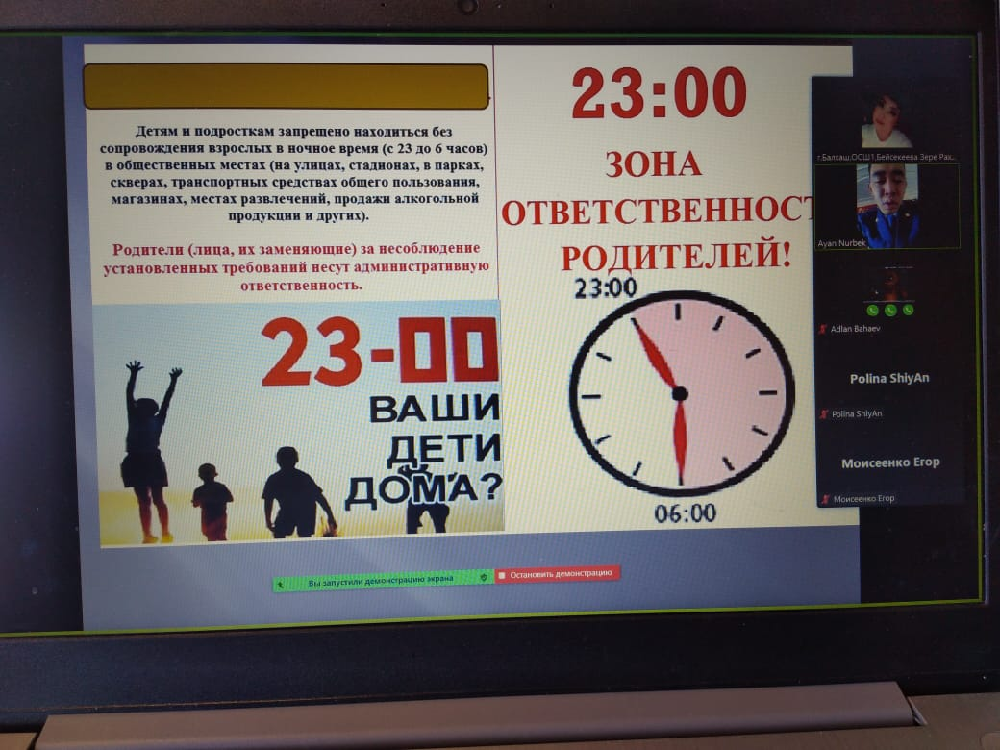 Детям и подросткам запрещено находиться без
сопровождения взрослых в ночное время (с 23 до 6 часов)
в общественных местах (на улицах, стадионах, в парках,
скверах, транспортных средствах общего пользования,
магазинах, местах развлечений, продажи алкогольной
продукции и других).
Родители (лица, их заменяющие) за несоблюдение
установленных требований несут административную
ответственность.
23-00
ВАШИ
ДЕТИ
ДОМА?
23:00
ЗОНА
ОТВЕТСТВЕННОСТ
РОДИТЕЛЕЙ!
23:00
06:00
г.Балхаш,ОСШ1,Бейсекеева Зере Рах...
Ayan Nurbek
Adlan Bahaev
Polina ShiyAn
Polina ShiyAn
Моисеенко Егор
Моисеенко Егор
Вы запустили демонстрацию экрана
Остановить демонстрацию